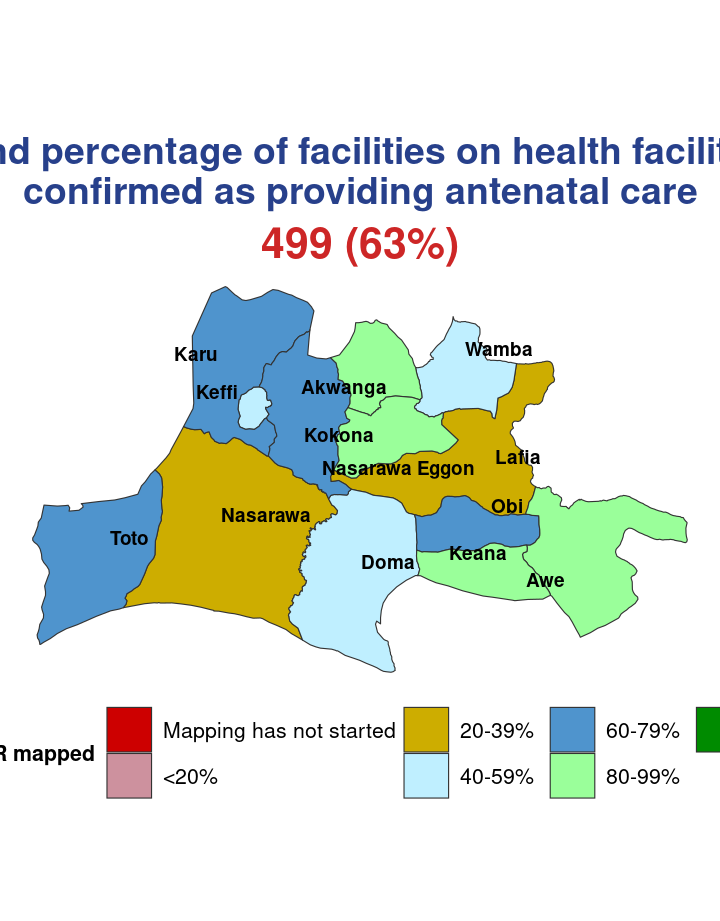 nd percentage of facilities on health facilit
confirmed as providing antenatal care
499 (63%)
Wamba
Karu
Akwanga
Keffi
Kokona
Lafia
Nasarawa Eggon
Obi
Nasarawa
Toto
Keana
Doma
Awe
R mapped
Mapping has not started
20-39%
60-79%
<20%
40-59%
80-99%